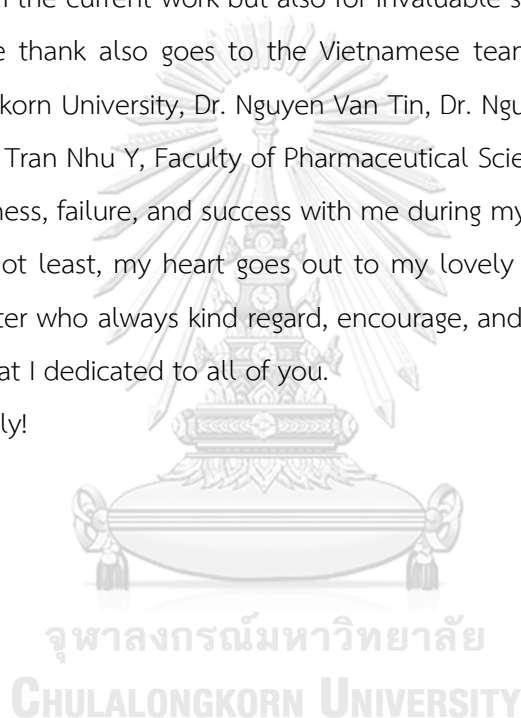 the current work but also for invaluable s
thank also goes to the Vietnamese tean
korn University, Dr. Nguyen Van Tin, Dr. Ngu
Tran Nhu Y, Faculty of Pharmaceutical Scie
ness, failure, and success with me during my
ot least, my heart goes out to my lovely
ter who always kind regard, encourage, and
at I dedicated to all of you.
ly!
จุฬาลงกรณ์มหาวิทยาลัย
CHULALONGKORN UNIVERSITY